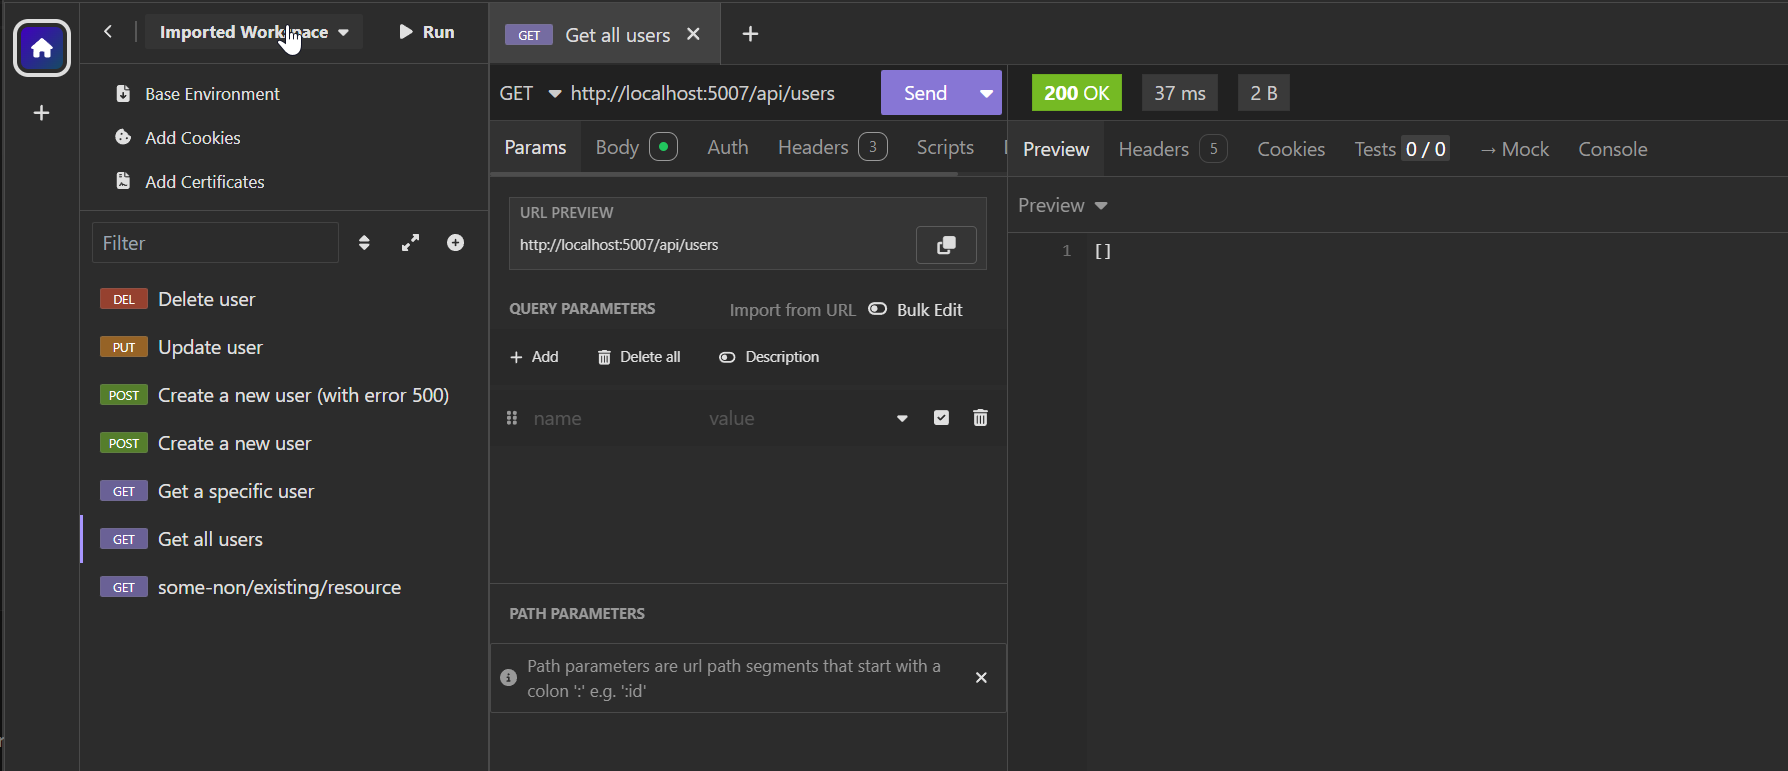 Imported Workspace
Run
Base Environment
Add Cookies
Add Certificates
Filter
DEL Delete user
PUT Update user
POST Create a new user (with error 500)
POST Create a new user
GET Get a specific user
GET Get all users
GET some-non/existing/resource
GET Get all users
GET http://localhost:5007/api/users Send
Params Body Auth Headers 3 Scripts
URL PREVIEW
http://localhost:5007/api/users
QUERY PARAMETERS Import from URL Bulk Edit
Add Delete all Description
name value
PATH PARAMETERS
Path parameters are url path segments that start with a
colon ':' e.g. ':id'
200 OK 37 ms 2 B
Preview Headers 5 Cookies Tests 0 / 0 → Mock Console
Preview
1 []